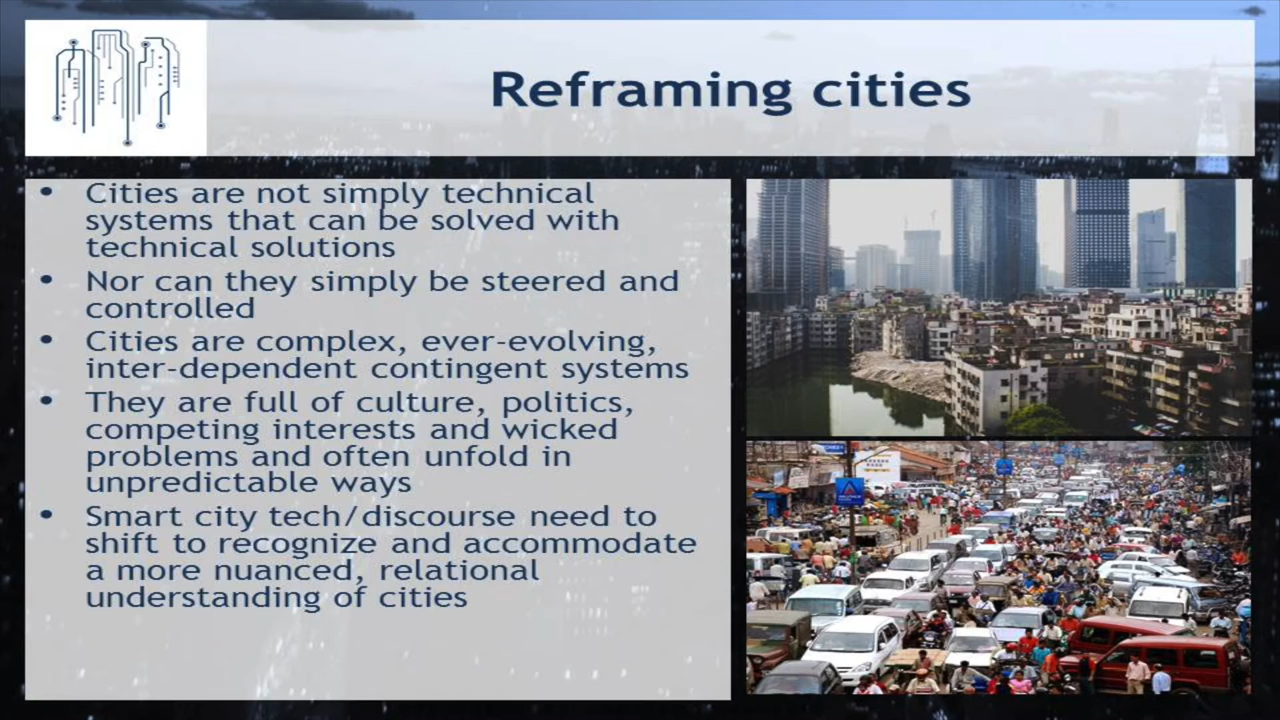 Reframing cities
• Cities are not simply technical
systems that can be solved with
technical solutions
• Nor can they simply be steered and
controlled
• Cities are complex, ever-evolving,
inter-dependent contingent systems
• They are full of culture, politics,
competing interests and wicked
problems and often unfold in
unpredictable ways
• Smart city tech/discourse need to
shift to recognize and accommodate
a more nuanced, relational
understanding of cities